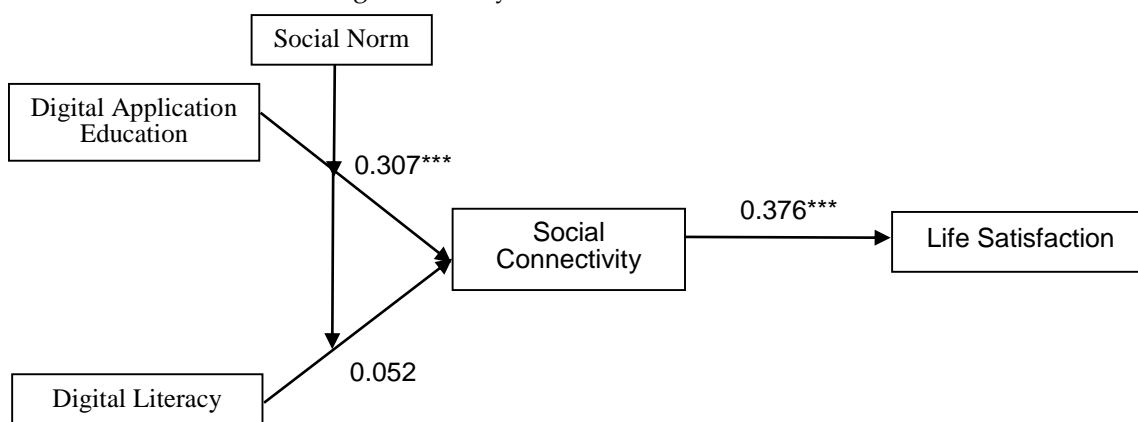 Social Norm
Digital Application
Education
0.307***
Social
Connectivity
0.376***
Life Satisfaction
0.052
Digital Literacy